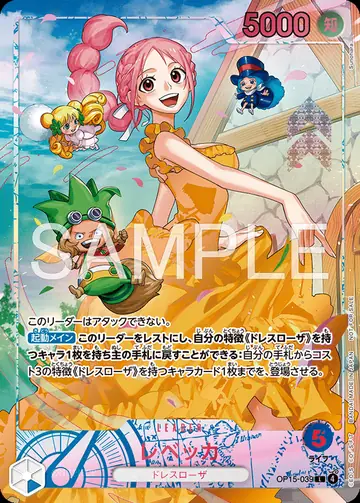 5000
知
SAMPLE
このリーダーはアタックできない。
起動メイン このリーダーをレストにし、自分の特徴《ドレスローザ》を持
つキャラ1枚を持ち主の手札に戻すことができる:自分の手札からコス
ト3の特徴《ドレスローザ》を持つキャラカード1枚までを、登場させる。
LEADER
レベッカ
ドレスローザ
5
ライフ
OP15-039 L 4